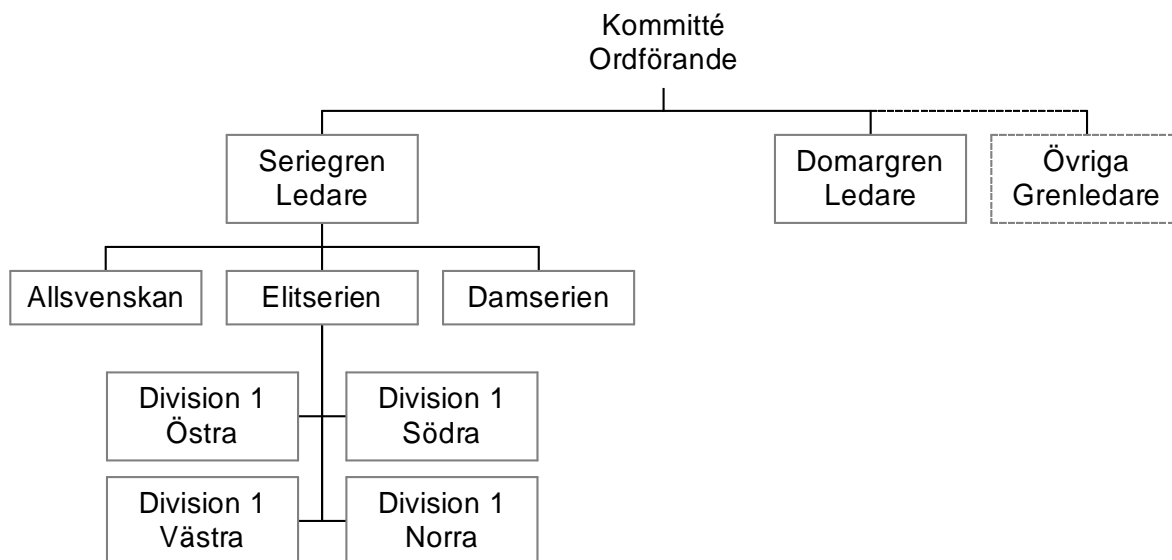 Kommitté
Ordförande
Seriegren
Ledare
Domargren
Ledare
Övriga
Grenledare
Allsvenskan
Elitserien
Damserien
Division 1
Östra
Division 1
Södra
Division 1
Västra
Division 1
Norra